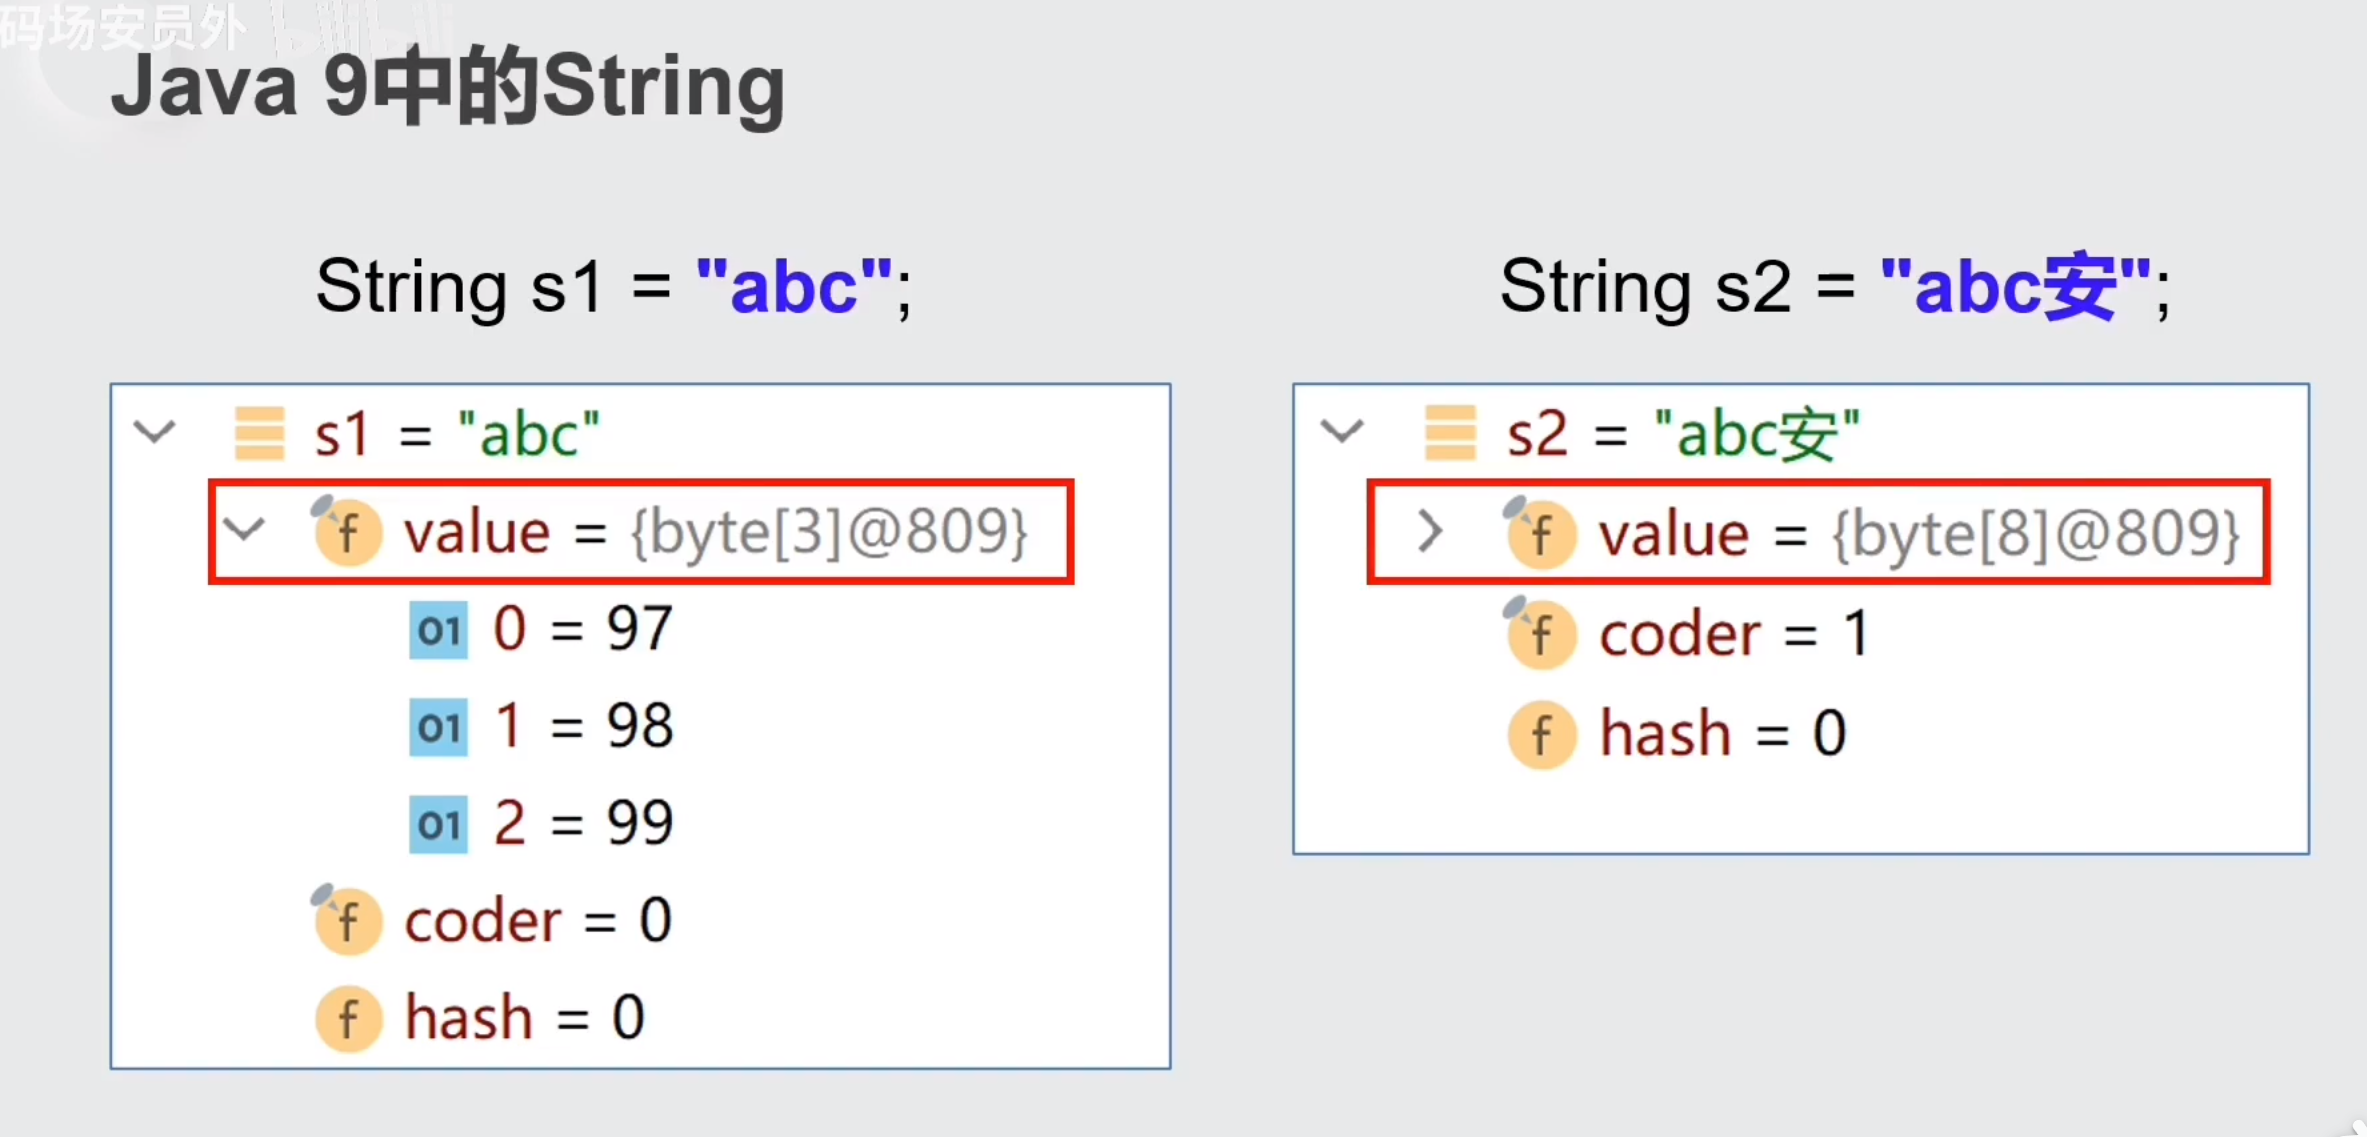 码场安员外 bilibili
Java 9中的String
String s1 = "abc";
s1 = "abc"
f value = {byte[3]@809}
01 0 = 97
01 1 = 98
01 2 = 99
f coder = 0
f hash = 0
String s2 = "abc安";
s2 = "abc安"
f value = {byte[8]@809}
f coder = 1
f hash = 0